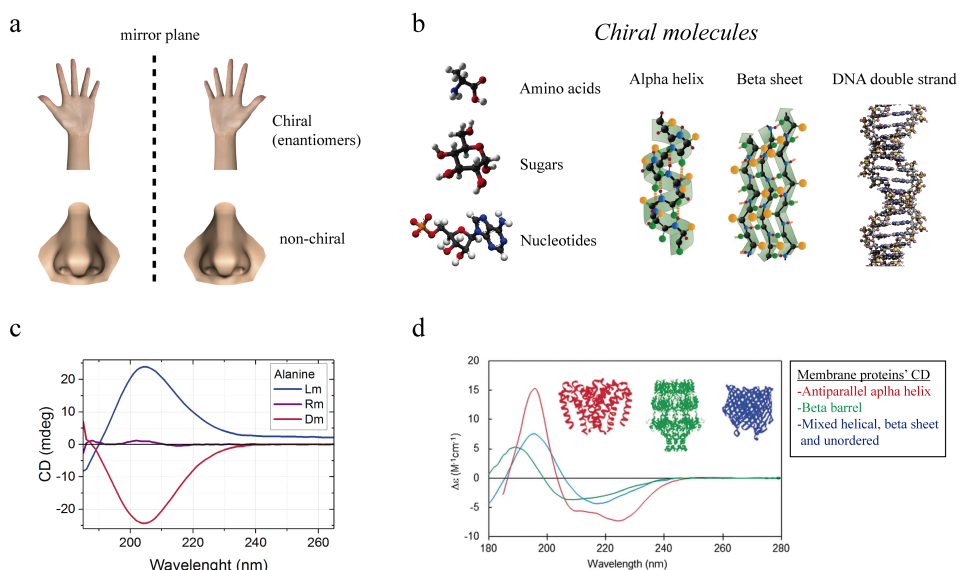 a
mirror plane
Chiral
(enantiomers)
non-chiral
b
Chiral molecules
Amino acids
Sugars
Nucleotides
Alpha helix
Beta sheet
DNA double strand
c
CD (mdeg)
20
10
0
-10
-20
Alanine
Lm
Rm
Dm
200
220
240
260
Wavelenght (nm)
d
Δε (M⁻¹cm⁻¹)
20
15
10
5
0
-5
-10
180
200
220
240
260
280
Wavelength (nm)
Membrane proteins' CD
-Antiparallel aplha helix
-Beta barrel
-Mixed helical, beta sheet
and unordered